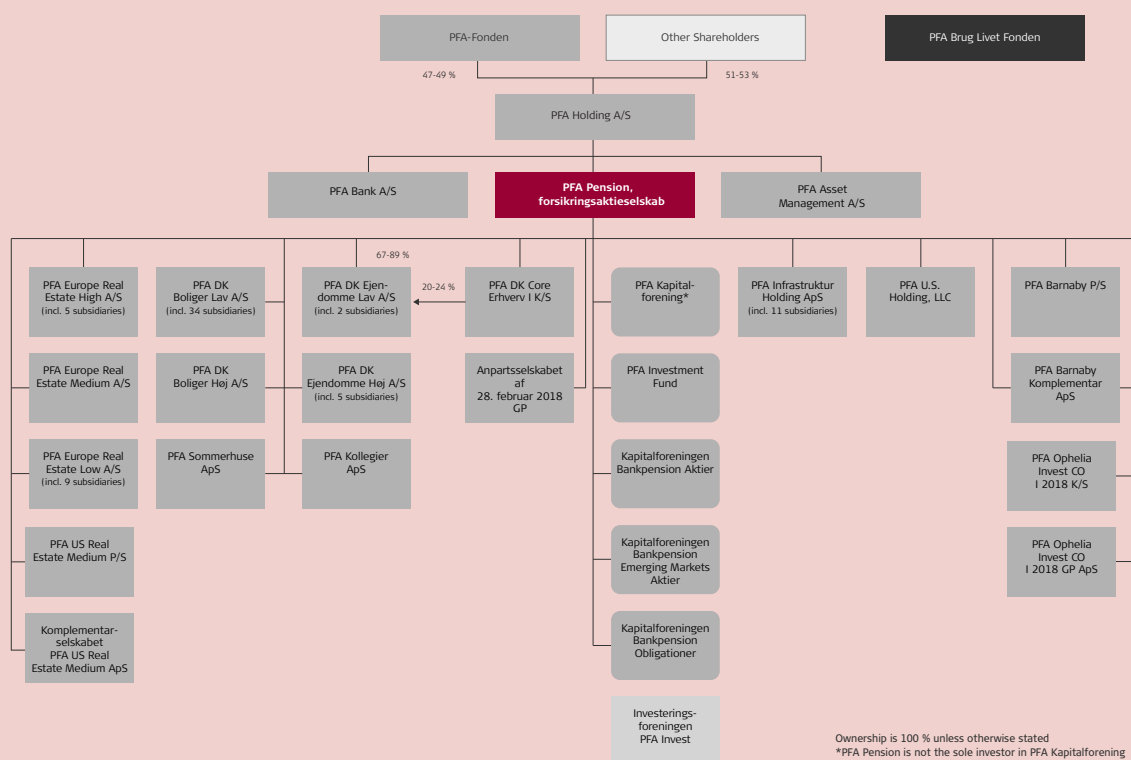 PFA-Fonden
Other Shareholders
PFA Brug Livet Fonden
47-49 %
51-53 %
PFA Holding A/S
PFA Bank A/S
PFA Pension,
forsikringsaktieselskab
PFA Asset
Management A/S
67-89 %
20-24 %
PFA Europe Real
Estate High A/S
(incl. 5 subsidiaries)
PFA DK
Boliger Lav A/S
(incl. 34 subsidiaries)
PFA DK Ejen-
domme Lav A/S
(incl. 2 subsidiaries)
PFA DK Core
Erhverv I K/S
PFA Kapital-
forening*
PFA Infrastruktur
Holding ApS
(incl. 11 subsidiaries)
PFA U.S.
Holding, LLC
PFA Barnaby P/S
PFA Europe Real
Estate Medium A/S
PFA DK
Boliger Høj A/S
PFA DK
Ejendomme Høj A/S
(incl. 5 subsidiaries)
Anpartsselskabet
af
28. februar 2018
GP
PFA Investment
Fund
PFA Barnaby
Komplementar
ApS
PFA Europe Real
Estate Low A/S
(incl. 9 subsidiaries)
PFA Sommerhuse
ApS
PFA Kollegier
ApS
Kapitalforeningen
Bankpension Aktier
PFA Ophelia
Invest CO
I 2018 K/S
PFA US Real
Estate Medium P/S
Kapitalforeningen
Bankpension
Emerging Markets
Aktier
PFA Ophelia
Invest CO
I 2018 GP ApS
Komplementar-
selskabet
PFA US Real
Estate Medium ApS
Kapitalforeningen
Bankpension
Obligationer
Investerings-
foreningen
PFA Invest
Ownership is 100 % unless otherwise stated
*PFA Pension is not the sole investor in PFA Kapitalforening